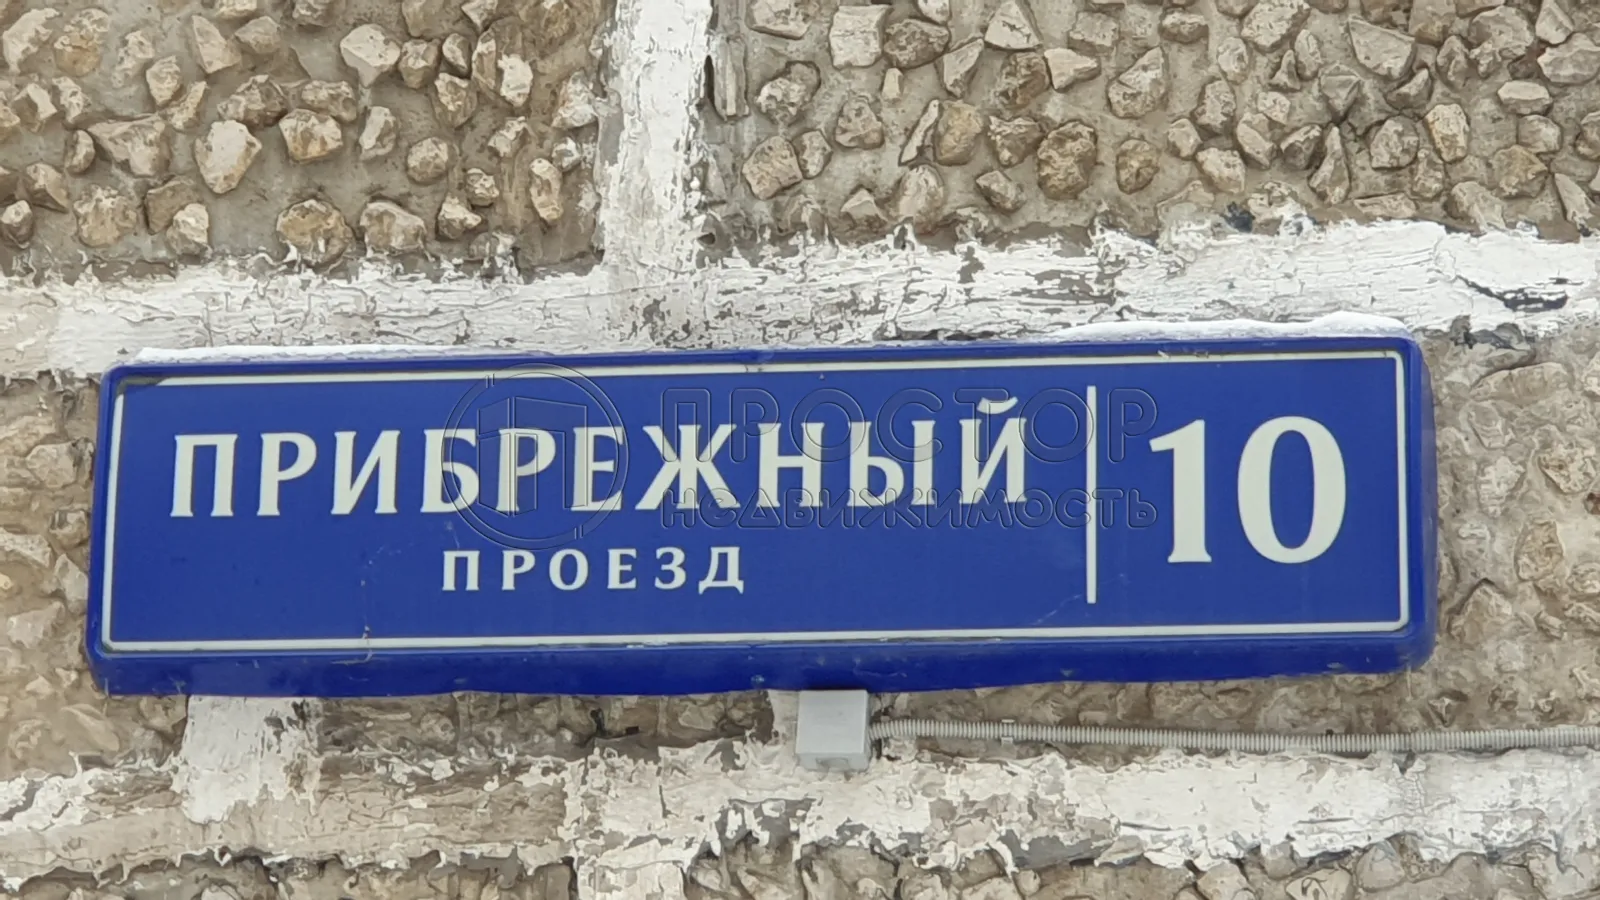 ПРИБРЕЖНЫЙ
ПРОЕЗД
10
ПРОСТОР
НЕДВИЖИМОСТЬ